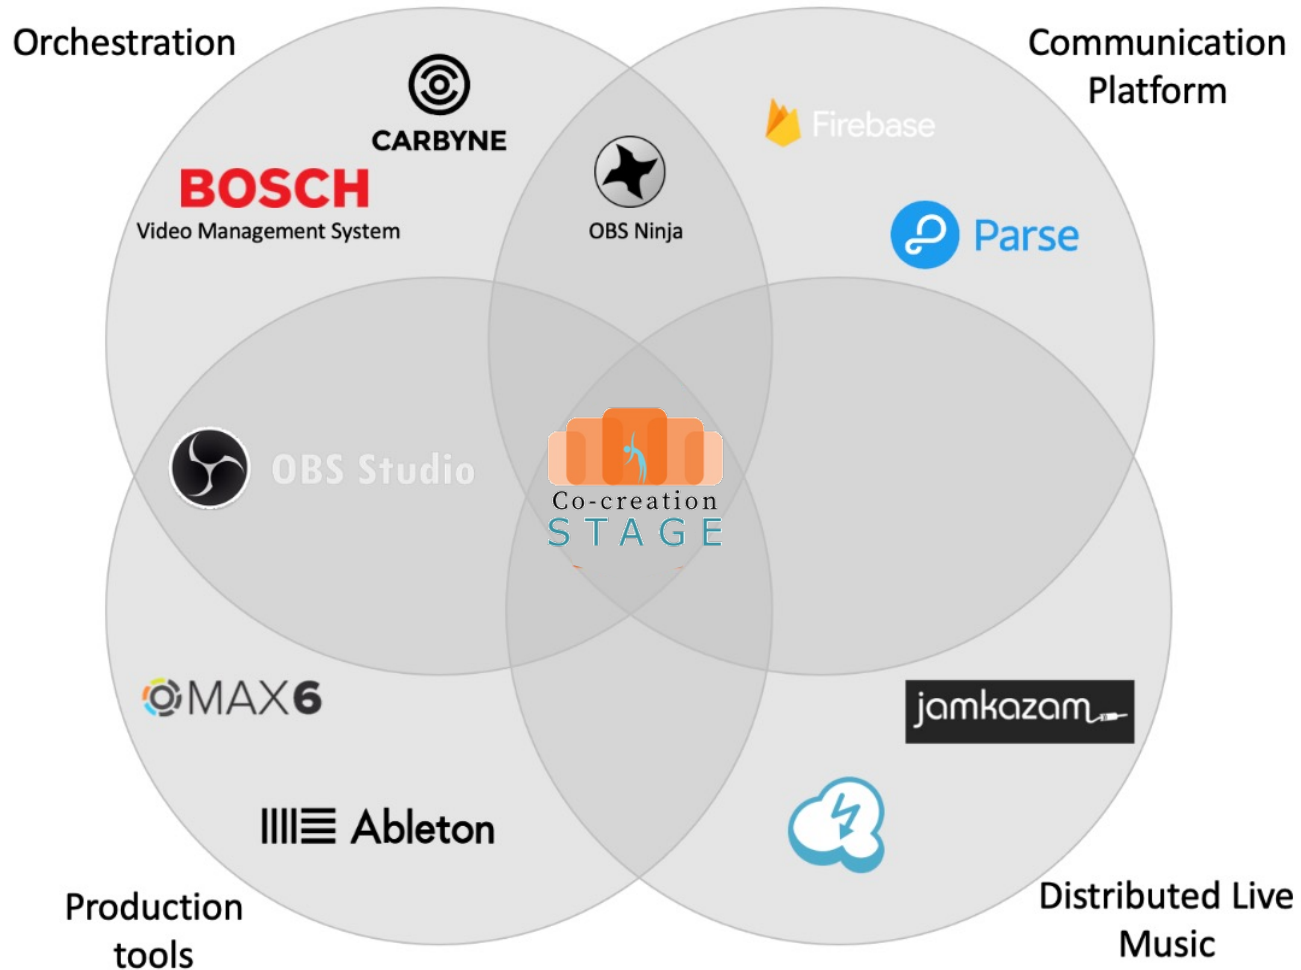 Orchestration
Communication
Platform
CARBYNE
Firebase
BOSCH
Video Management System
OBS Ninja
Parse
OBS Studio
Co-creation
STAGE
MAX6
jamkazam
Ableton
Production
tools
Distributed Live
Music